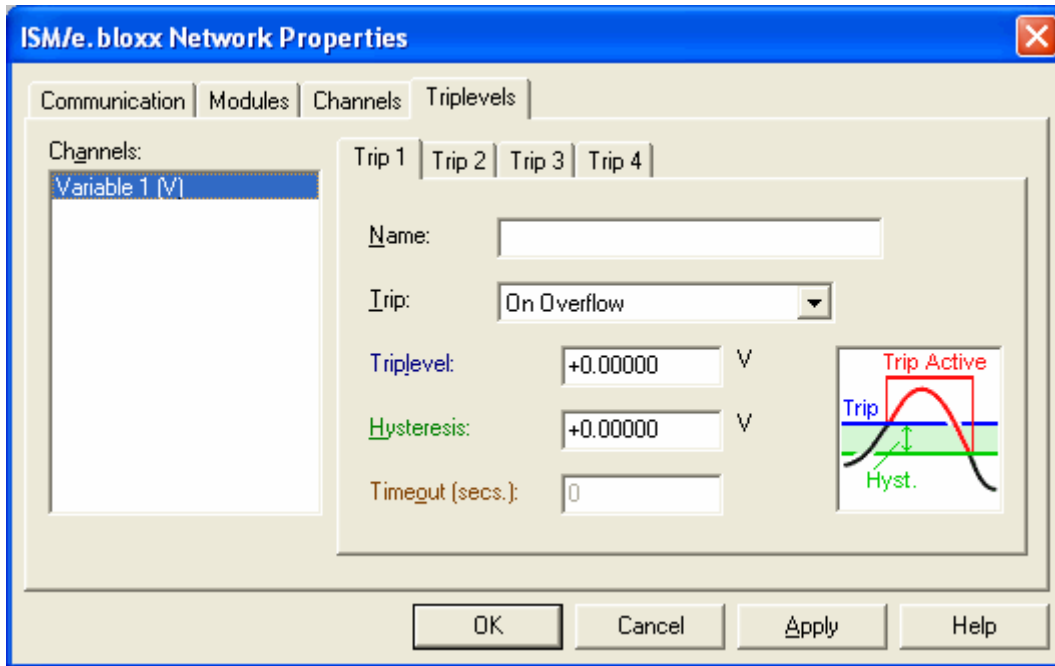 ISM/e.bloxx Network Properties
Communication Modules Channels Triplevels
Channels:
Variable 1 (V)
Trip 1 Trip 2 Trip 3 Trip 4
Name:
Trip: On Overflow
Triplevel: +0.00000 V
Hysteresis: +0.00000 V
Timeout (secs.): 0
Trip Active
Trip
Hyst.
OK Cancel Apply Help